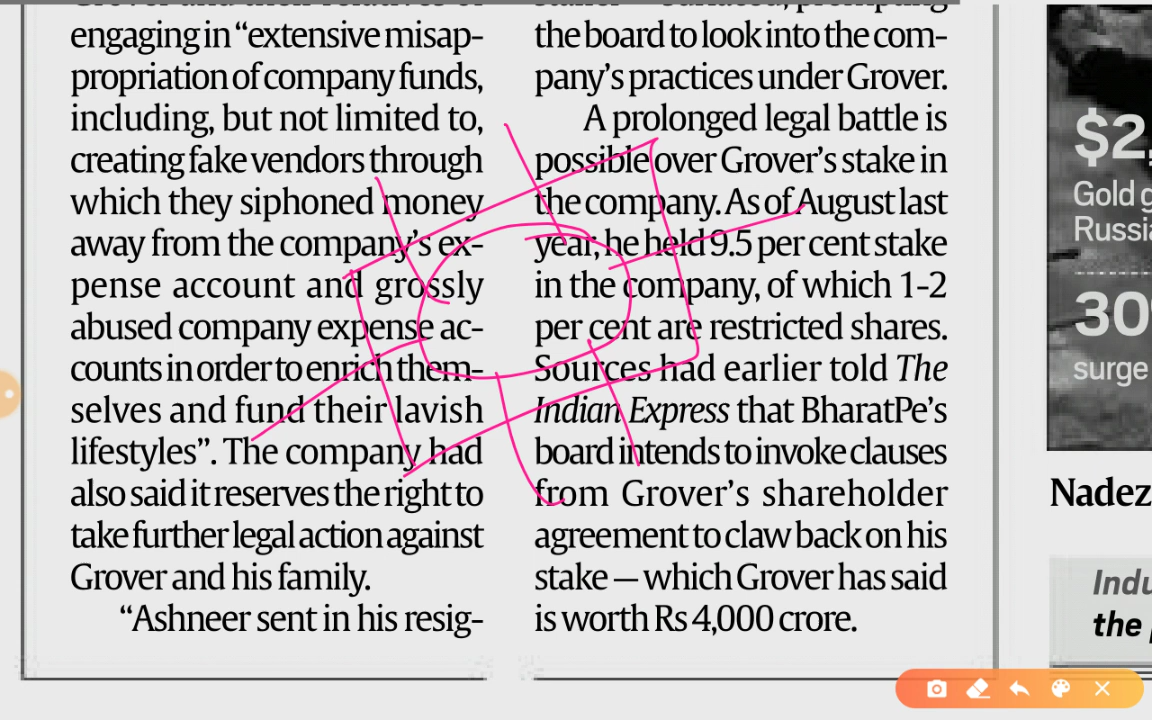 engaging in “extensive misap-
propriation of company funds,
including, but not limited to,
creating fake vendors through
which they siphoned money
away from the company’s ex-
pense account and grossly
abused company expense ac-
counts in order to enrich them-
selves and fund their lavish
lifestyles”. The company had
also said it reserves the right to
take further legal action against
Grover and his family.
“Ashneer sent in his resig-
the board to look into the com-
pany’s practices under Grover.
A prolonged legal battle is
possible over Grover’s stake in
the company. As of August last
year, he held 9.5 per cent stake
in the company, of which 1-2
per cent are restricted shares.
Sources had earlier told The
Indian Express that BharatPe’s
board intends to invoke clauses
from Grover’s shareholder
agreement to claw back on his
stake — which Grover has said
is worth Rs 4,000 crore.
$2
Gold g
Russia
30
surge
Nadez
Indu
the